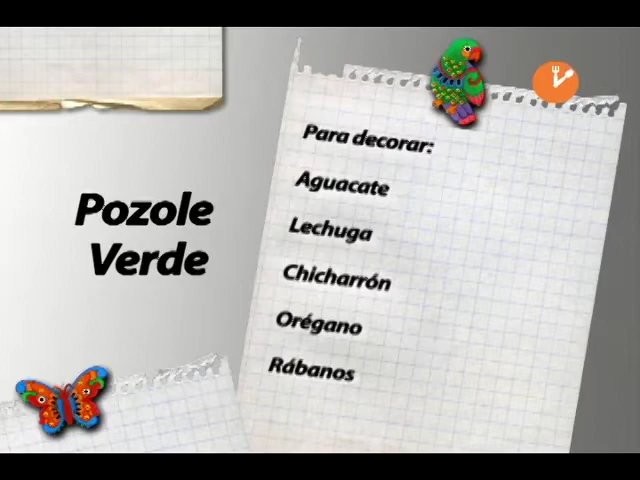 Pozole
Verde
Para decorar:
Aguacate
Lechuga
Chicharrón
Orégano
Rábanos